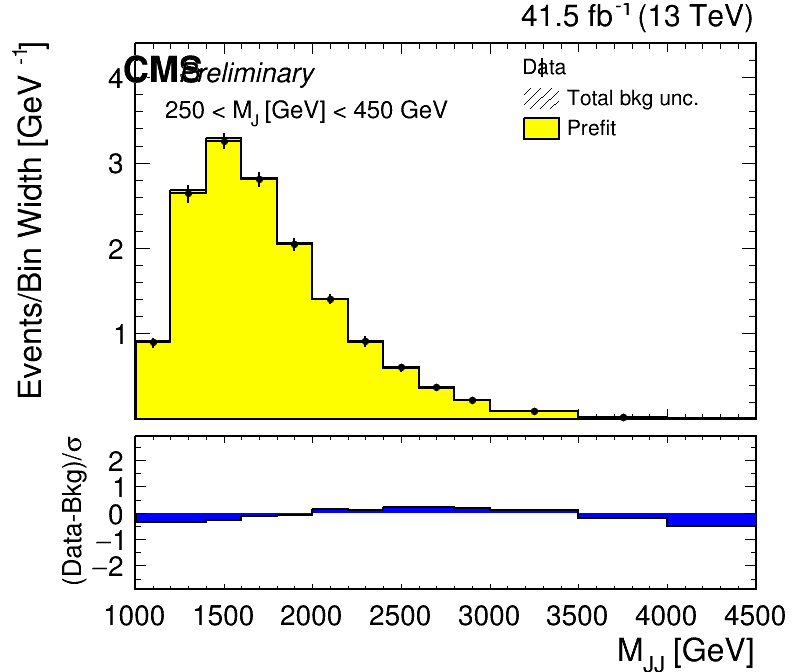 41.5 fb⁻¹ (13 TeV)
Events/Bin Width [GeV⁻¹]
CMS Preliminary
250 < M_J [GeV] < 450 GeV
Data
Total bkg unc.
Prefit
4
3
2
1
(Data-Bkg)/σ
2
1
0
−1
−2
1000 1500 2000 2500 3000 3500 4000 4500
M_JJ [GeV]